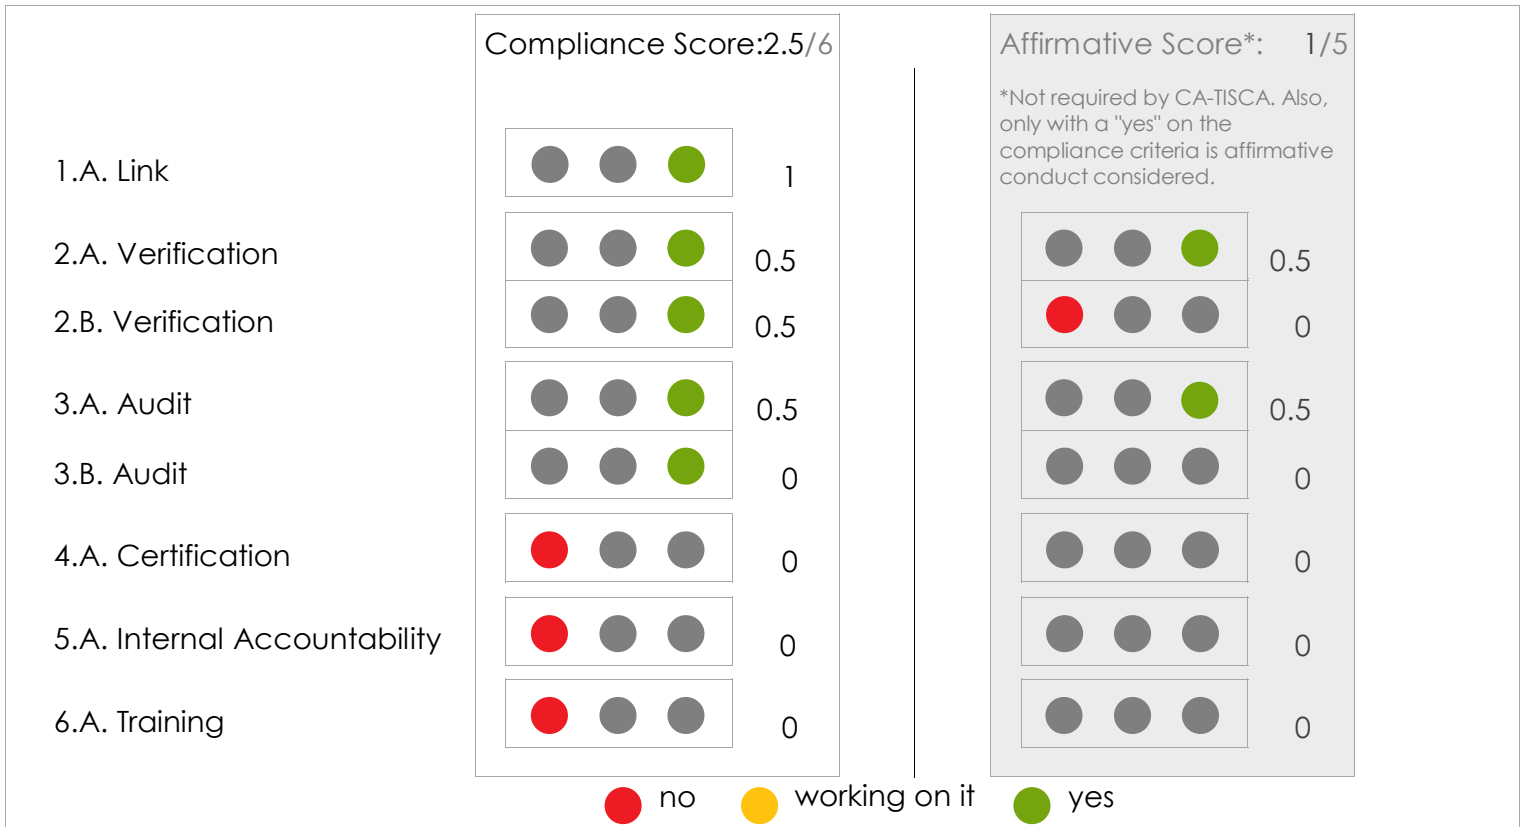 Compliance Score:2.5/6
Affirmative Score*: 1/5
*Not required by CA-TISCA. Also,
only with a "yes" on the
compliance criteria is affirmative
conduct considered.
1.A. Link 1
2.A. Verification 0.5 0.5
2.B. Verification 0.5 0
3.A. Audit 0.5 0.5
3.B. Audit 0 0
4.A. Certification 0 0
5.A. Internal Accountability 0 0
6.A. Training 0 0
no working on it yes